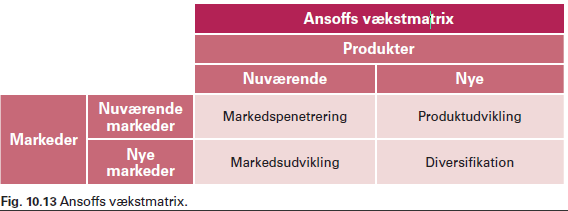 Ansoffs vækstmatrix
Produkter
Nuværende Nye
Markeder
Nuværende
markeder
Markedspenetrering Produktudvikling
Nye
markeder
Markedsudvikling Diversifikation
Fig. 10.13 Ansoffs vækstmatrix.